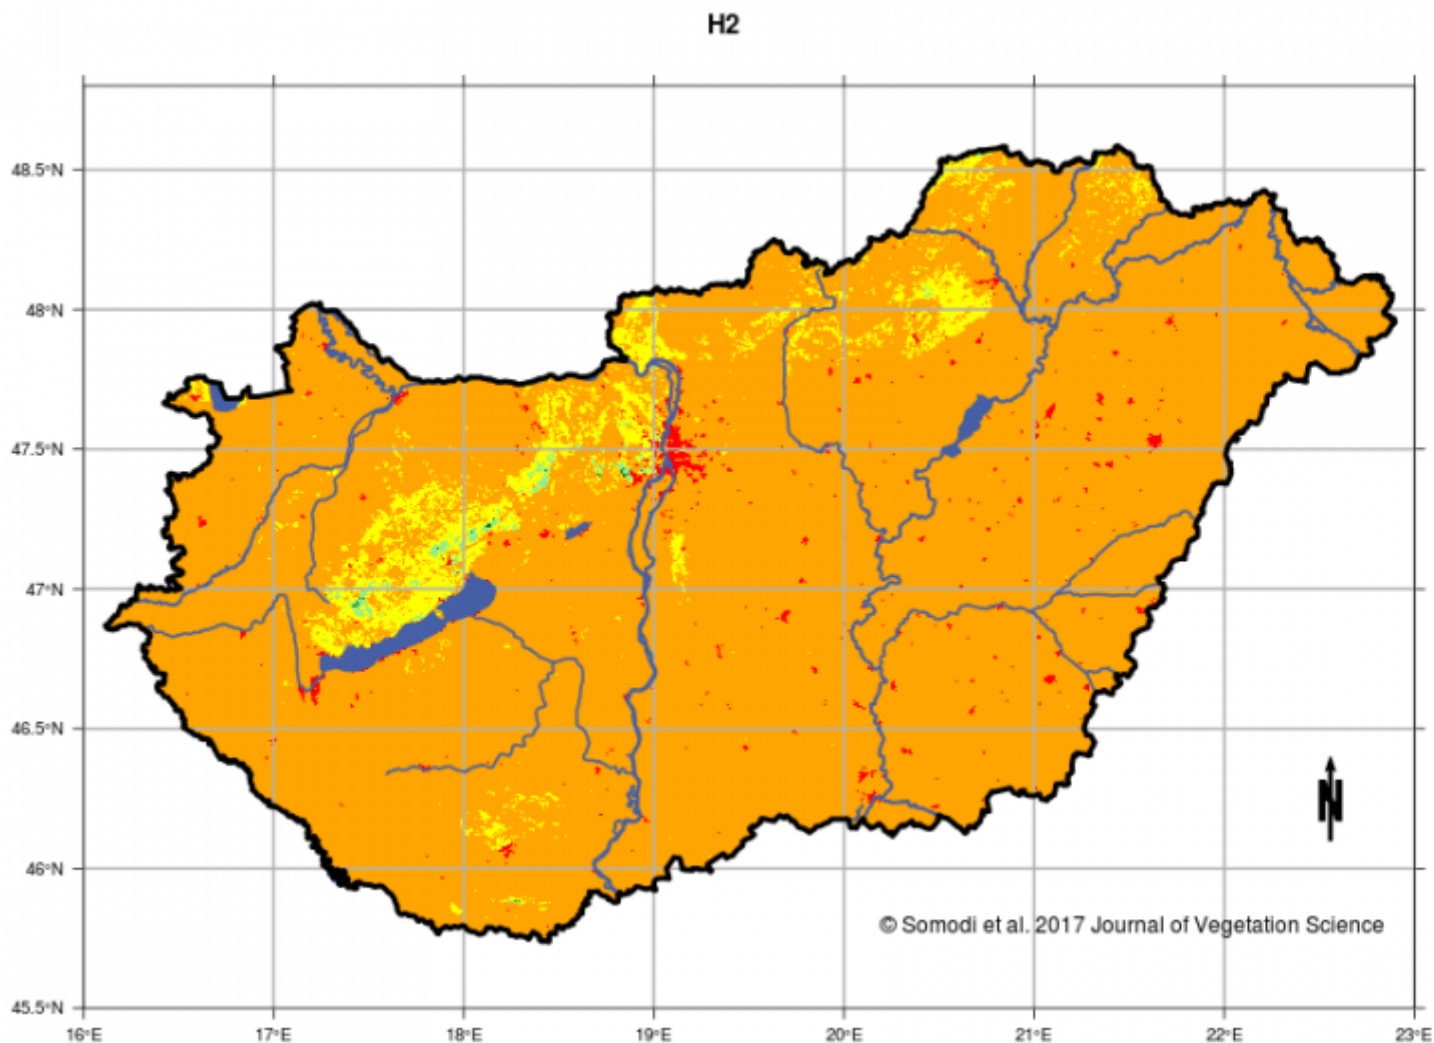 H2
48.5°N
48°N
47.5°N
47°N
46.5°N
46°N
45.5°N
N
© Somodi et al. 2017 Journal of Vegetation Science
16°E
17°E
18°E
19°E
20°E
21°E
22°E
23°E